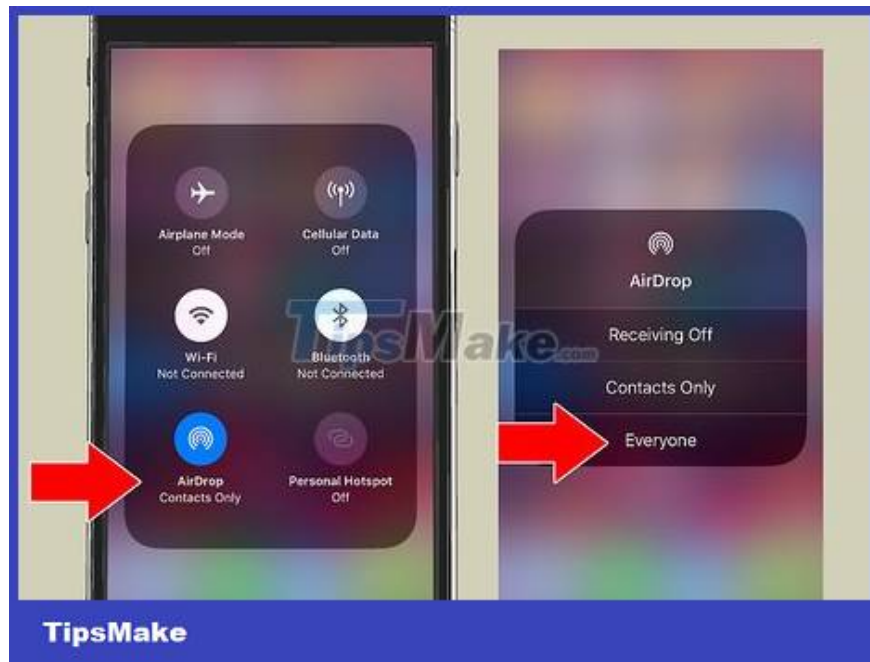 Airplane Mode
Off
Cellular Data
Off
Wi-Fi
Not Connected
Bluetooth
Not Connected
AirDrop
Contacts Only
Personal Hotspot
Off
AirDrop
Receiving Off
Contacts Only
Everyone
TipsMake.com
TipsMake